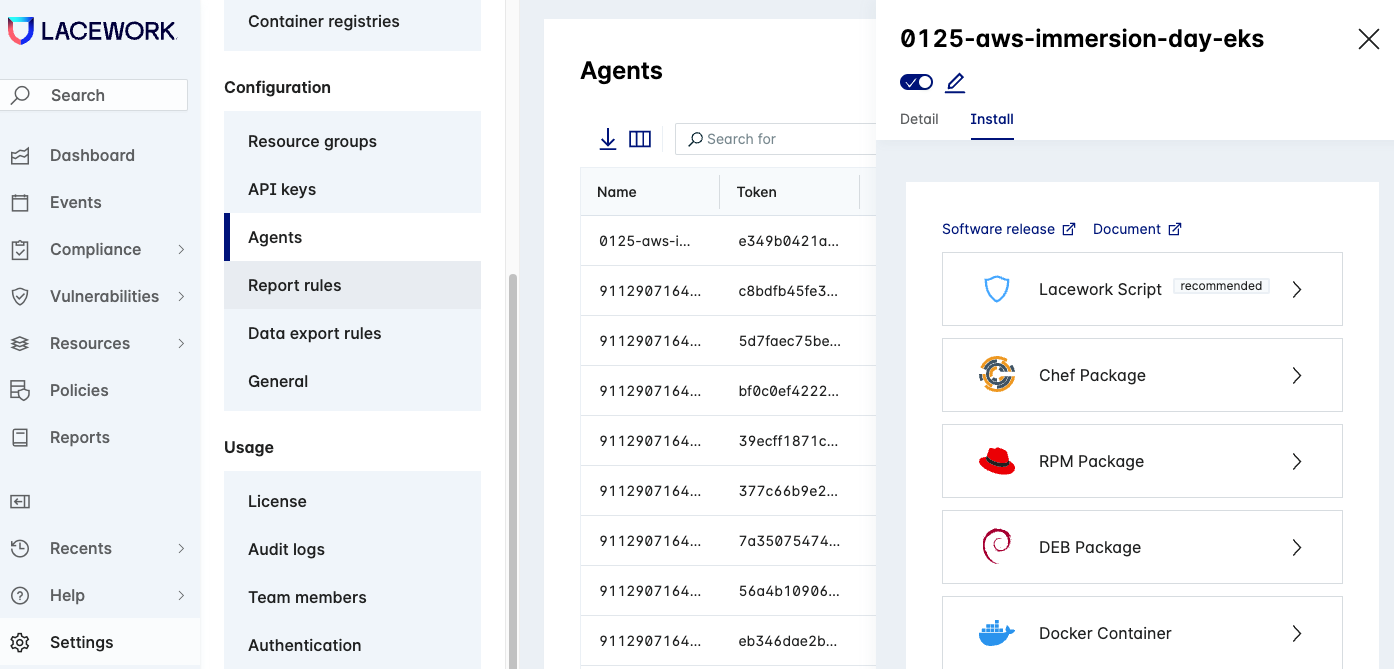 LACEWORK
Search
Dashboard
Events
Compliance
Vulnerabilities
Resources
Policies
Reports
Recents
Help
Settings
Container registries
Configuration
Resource groups
API keys
Agents
Report rules
Data export rules
General
Usage
License
Audit logs
Team members
Authentication
Agents
Search for
Name Token
0125-aws-i... e349b0421a...
9112907164... c8bdfb45fe3...
9112907164... 5d7faec75be...
9112907164... bf0c0ef4222...
9112907164... 39ecff1871c...
9112907164... 377c66b9e2...
9112907164... 7a35075474...
9112907164... 56a4b10906...
9112907164... eb346dae2b...
0125-aws-immersion-day-eks
Detail Install
Software release Document
Lacework Script recommended
Chef Package
RPM Package
DEB Package
Docker Container